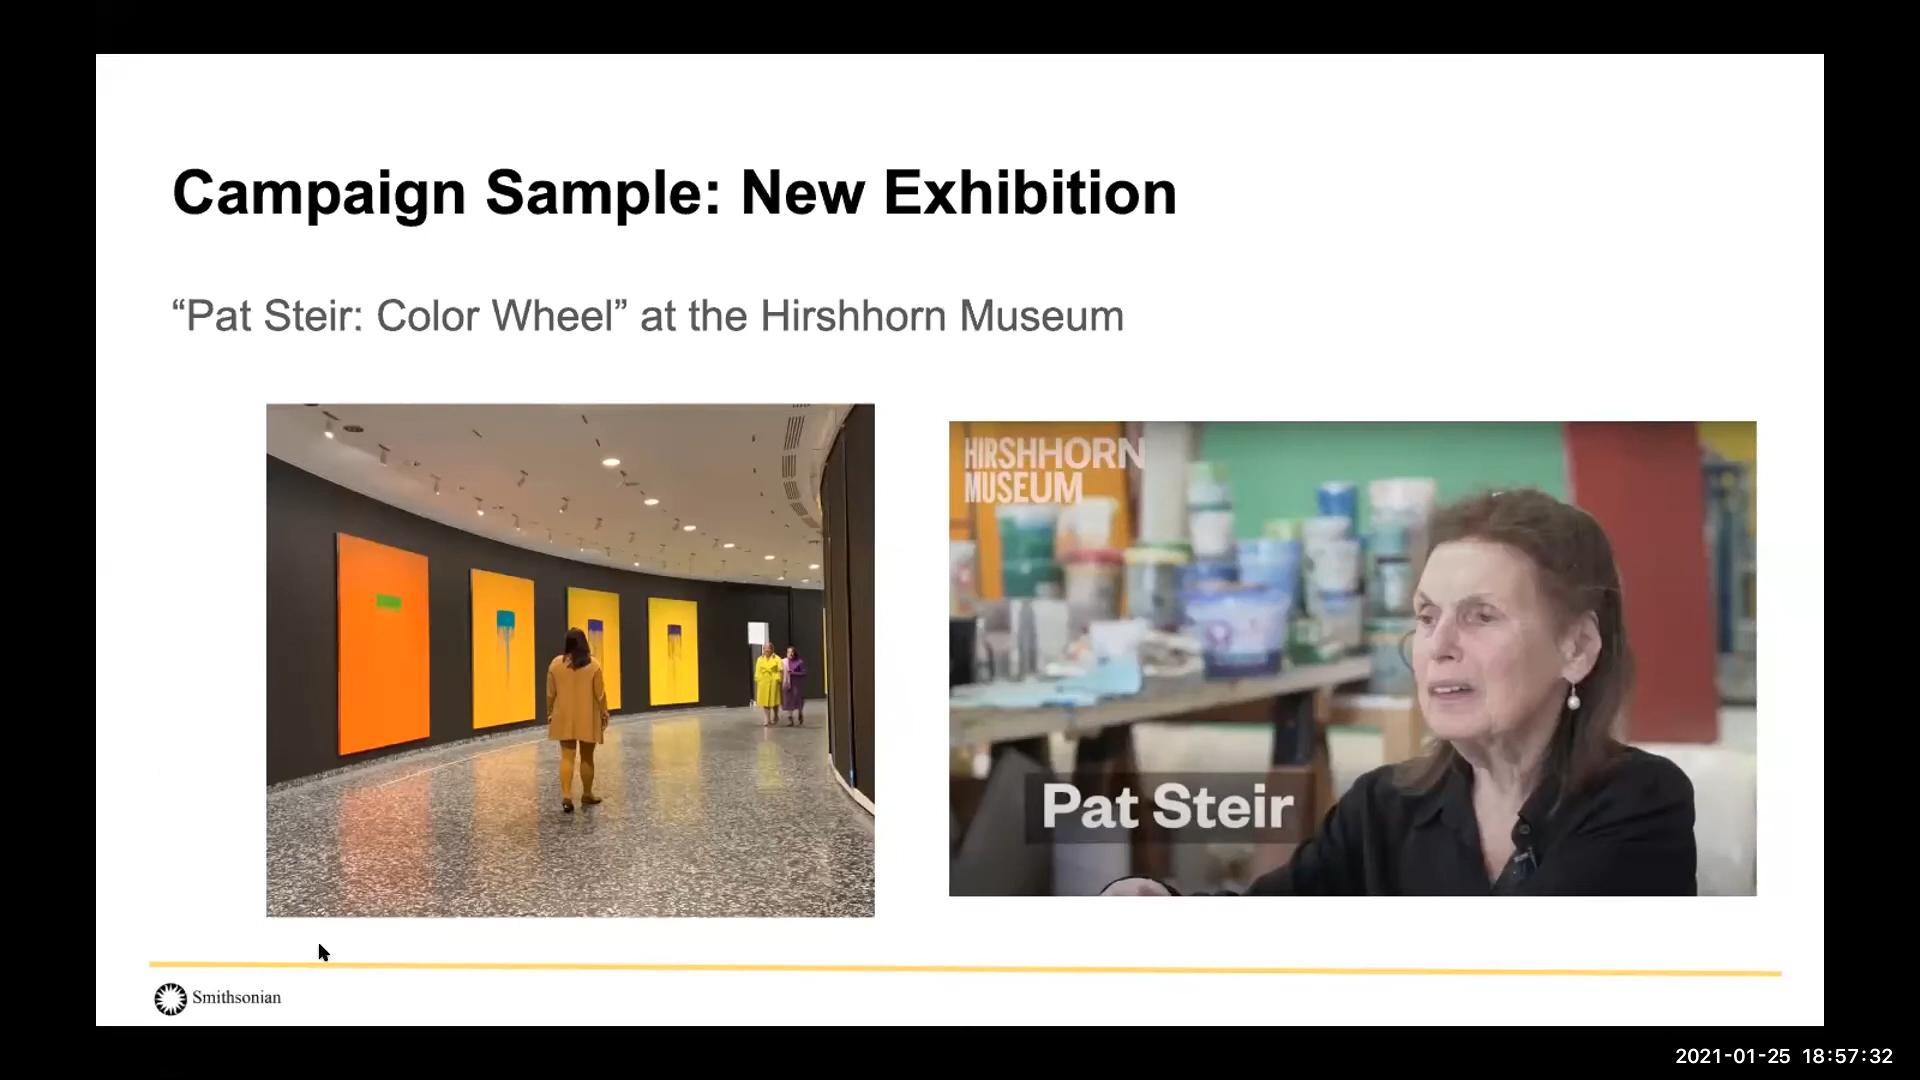 Campaign Sample: New Exhibition
“Pat Steir: Color Wheel” at the Hirshhorn Museum
HIRSHHORN
MUSEUM
Pat Steir
Smithsonian
2021-01-25 18:57:32